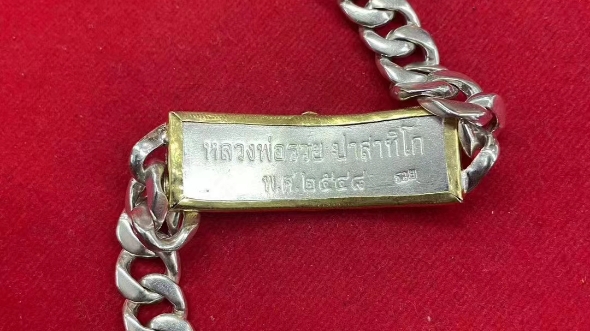 หลวงพ่อรวย ปาสาทิโก
พ.ศ ๒๕๔๘